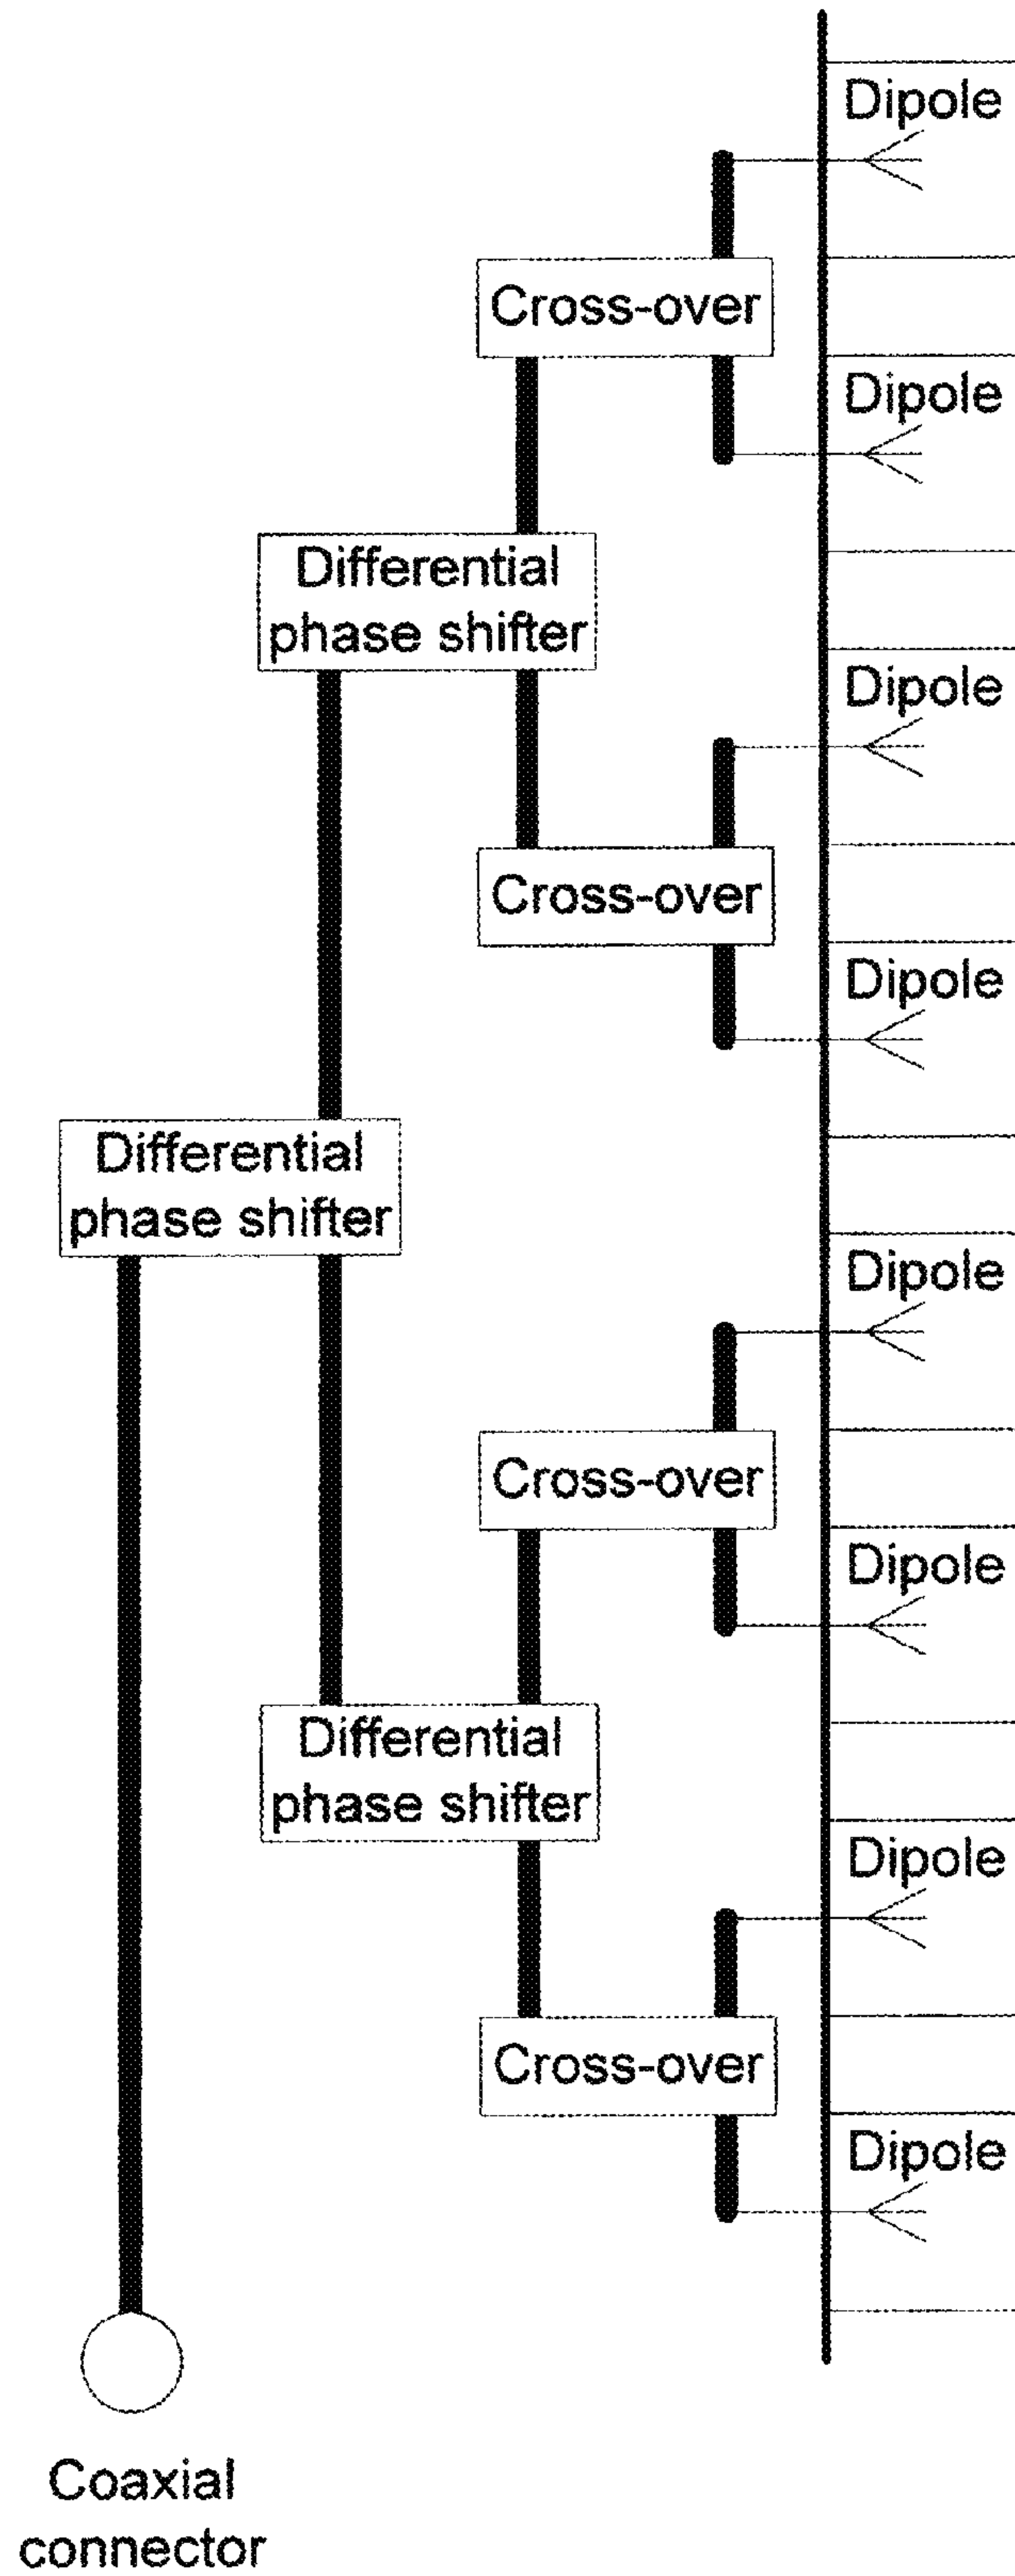 Dipole
Cross-over
Dipole
Differential
phase shifter
Dipole
Cross-over
Dipole
Differential
phase shifter
Dipole
Cross-over
Dipole
Differential
phase shifter
Dipole
Cross-over
Dipole
Coaxial
connector